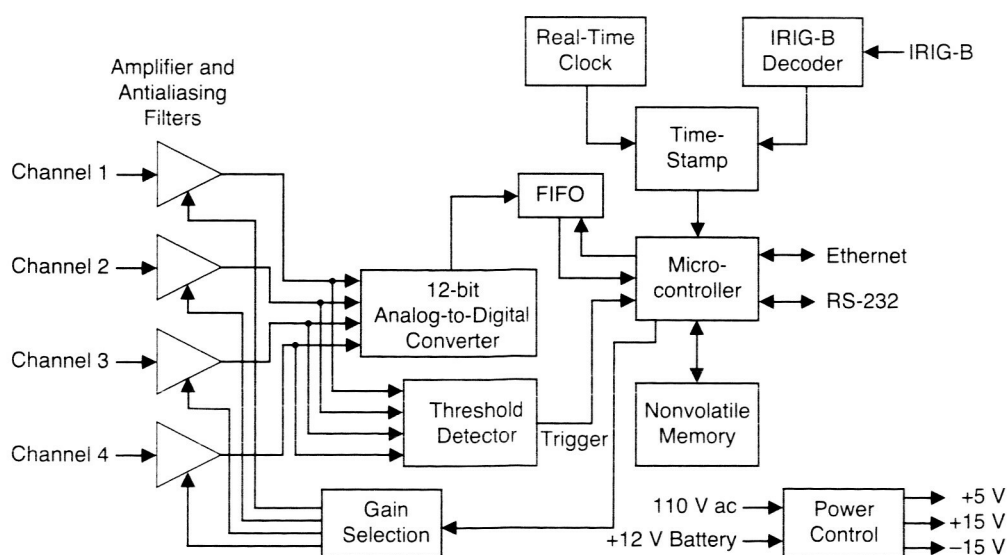 Real-Time
Clock
IRIG-B
Decoder
IRIG-B
Amplifier and
Antialiasing
Filters
Time-
Stamp
Channel 1
FIFO
Channel 2
12-bit
Analog-to-Digital
Converter
Micro-
controller
Ethernet
RS-232
Channel 3
Threshold
Detector
Trigger
Nonvolatile
Memory
Channel 4
Gain
Selection
110 V ac
+12 V Battery
Power
Control
+5 V
+15 V
−15 V